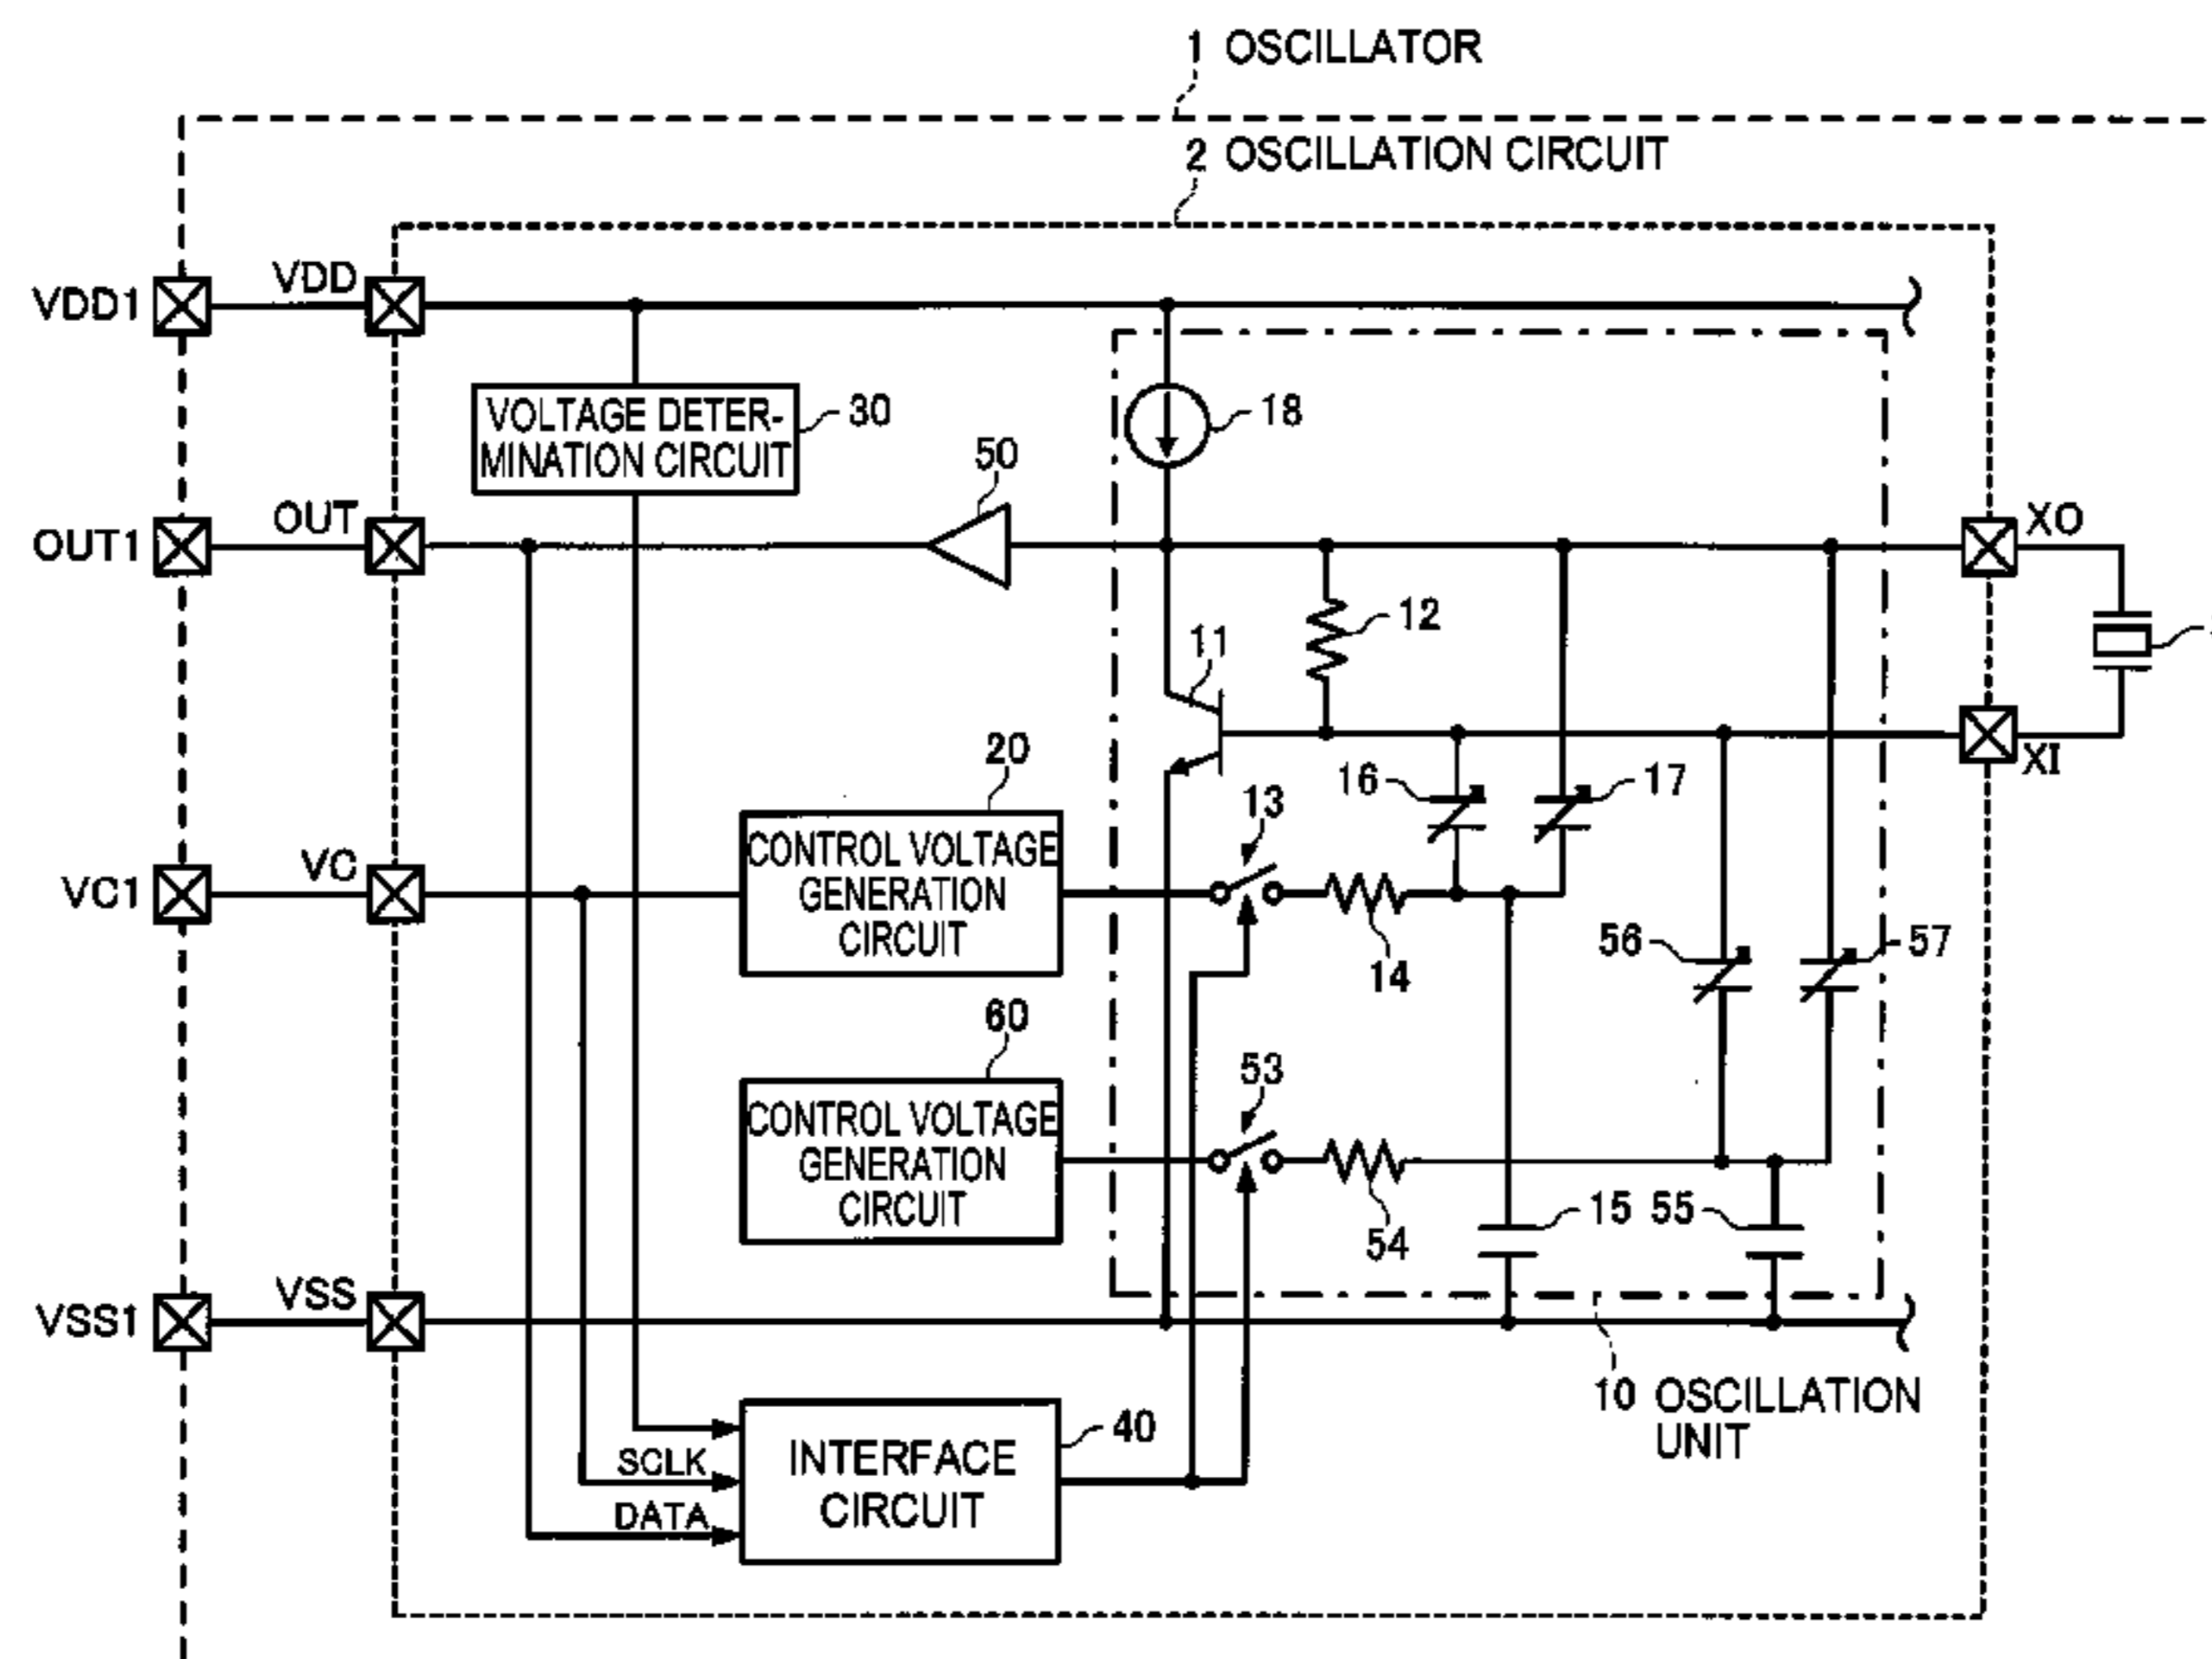 1 OSCILLATOR
2 OSCILLATION CIRCUIT
VDD1
VDD
VOLTAGE DETER-
MINATION CIRCUIT
30
18
50
OUT1
OUT
XO
12
11
XI
20
16
17
13
VC1
VC
CONTROL VOLTAGE
GENERATION
CIRCUIT
14
56
57
60
53
CONTROL VOLTAGE
GENERATION
CIRCUIT
54
15
55
VSS1
VSS
10 OSCILLATION
UNIT
40
SCLK
DATA
INTERFACE
CIRCUIT